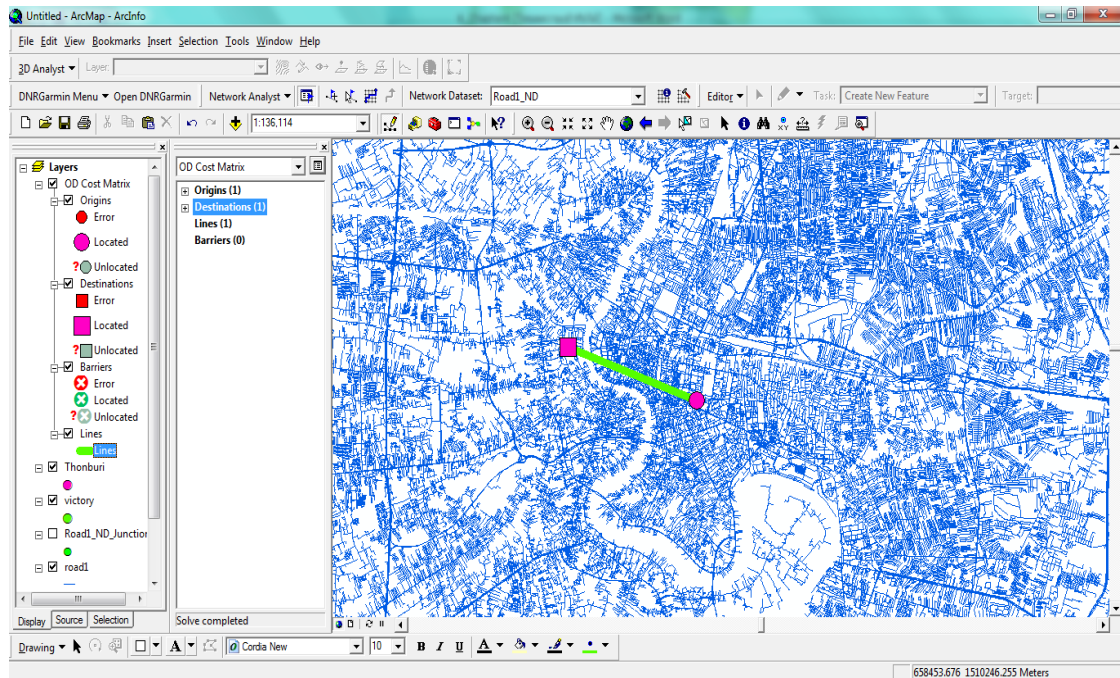 Untitled - ArcMap - ArcInfo
File Edit View Bookmarks Insert Selection Tools Window Help
3D Analyst Layer:
DNRGarmin Menu Open DNRGarmin Network Analyst Network Dataset: Road1_ND Editor Task: Create New Feature Target:
1:136,114
Layers
OD Cost Matrix
Origins
Error
Located
? Unlocated
Destinations
Error
Located
? Unlocated
Barriers
Error
Located
? Unlocated
Lines
Lines
Thonburi
victory
Road1_ND_Junction
road1
Display Source Selection
OD Cost Matrix
Origins (1)
Destinations (1)
Lines (1)
Barriers (0)
Solve completed
Drawing A Cordia New 10 B I U A
658453.676 1510246.255 Meters